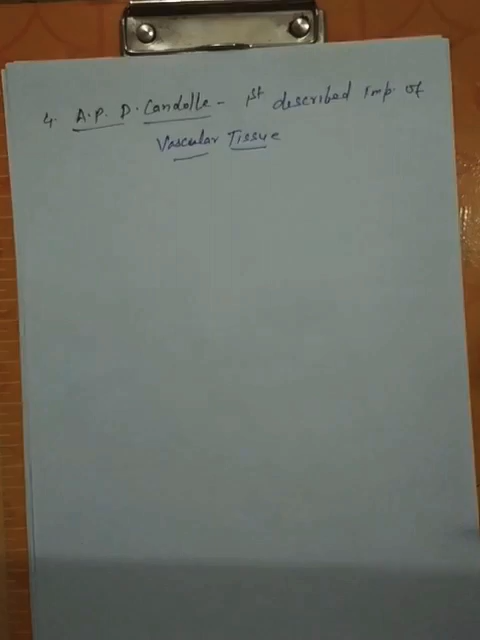 4. A.P. D. Candolle - 1st described Imp. of
Vascular Tissue